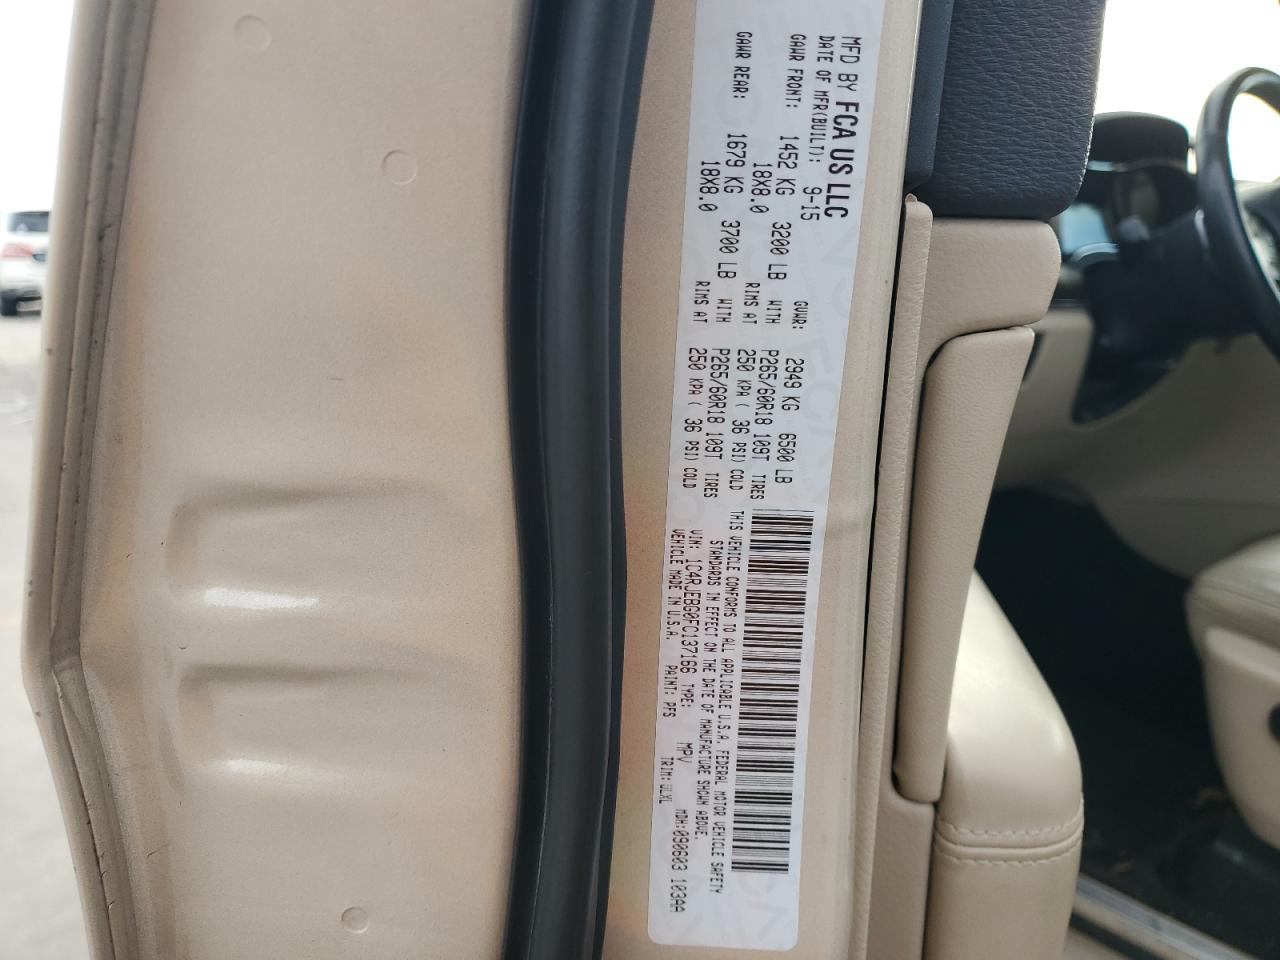 MFD BY FCA US LLC
DATE OF MFR(BUILT): 9-15 GVWR: 2949 KG 6500 LB
GAWR FRONT: 1452 KG 3200 LB WITH P265/60R18 109T TIRES
18X8.0 RIMS AT 250 KPA ( 36 PSI) COLD
GAWR REAR: 1679 KG 3700 LB WITH P265/60R18 109T TIRES
18X8.0 RIMS AT 250 KPA ( 36 PSI) COLD
THIS VEHICLE CONFORMS TO ALL APPLICABLE U.S.A. FEDERAL MOTOR VEHICLE SAFETY
STANDARDS IN EFFECT ON THE DATE OF MANUFACTURE SHOWN ABOVE.
VIN: 1C4RJEBG0FC137166 TYPE: MPV MDH:090603 103AA
VEHICLE MADE IN U.S.A. PAINT: PFS TRIM: